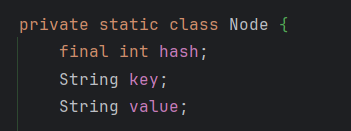 private static class Node {
final int hash;
String key;
String value;